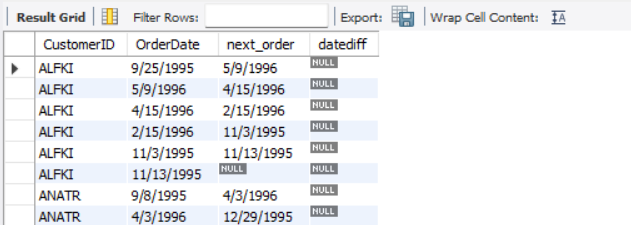 Result Grid Filter Rows: Export: Wrap Cell Content: IA
CustomerID OrderDate next_order datediff
ALFKI 9/25/1995 5/9/1996 NULL
ALFKI 5/9/1996 4/15/1996 NULL
ALFKI 4/15/1996 2/15/1996 NULL
ALFKI 2/15/1996 11/3/1995 NULL
ALFKI 11/3/1995 11/13/1995 NULL
ALFKI 11/13/1995 NULL NULL
ANATR 9/8/1995 4/3/1996 NULL
ANATR 4/3/1996 12/29/1995 NULL